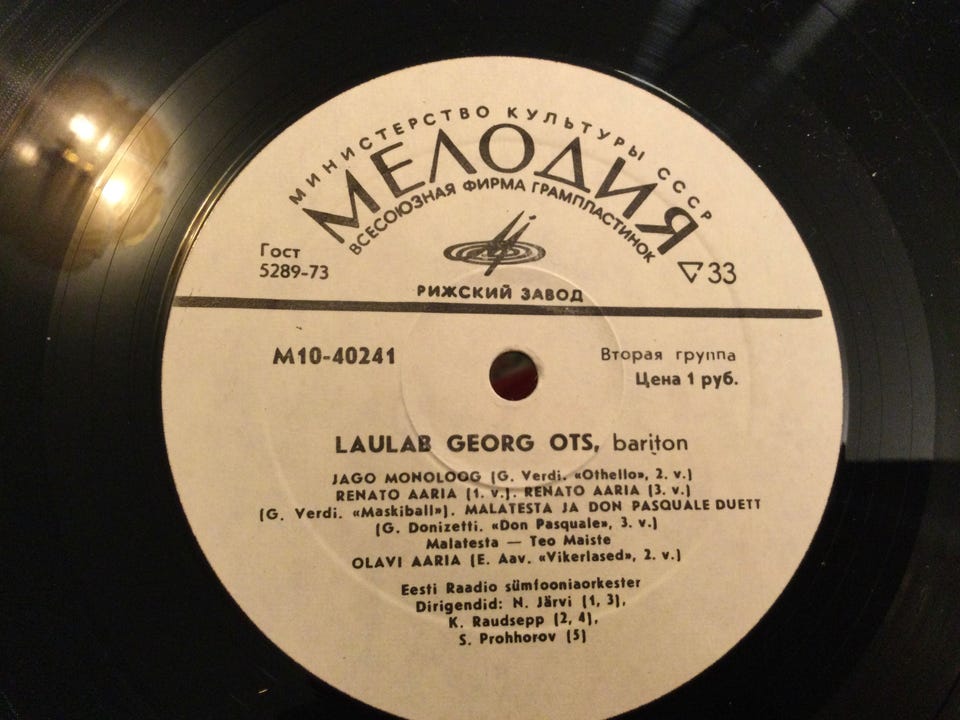 МИНИСТЕРСТВО КУЛЬТУРЫ СССР
МЕЛОДИЯ
ВСЕСОЮЗНАЯ ФИРМА ГРАМПЛАСТИНОК
Гост
5289-73
33
РИЖСКИЙ ЗАВОД
М10-40241
Вторая группа
Цена 1 руб.
LAULAB GEORG OTS, bariton
JAGO MONOLOOG (G. Verdi. «Othello», 2. v.)
RENATO AARIA (1. v.). RENATO AARIA (3. v.)
(G. Verdi. «Maskiball»). MALATESTA JA DON PASQUALE DUETT
(G. Donizetti. «Don Pasquale», 3. v.)
Malatesta — Teo Maiste
OLAVI AARIA (E. Aav. «Vikerlased», 2. v.)
Eesti Raadio sümfooniaorkester
Dirigendid: N. Järvi (1, 3),
K. Raudsepp (2, 4),
S. Prohhorov (5)